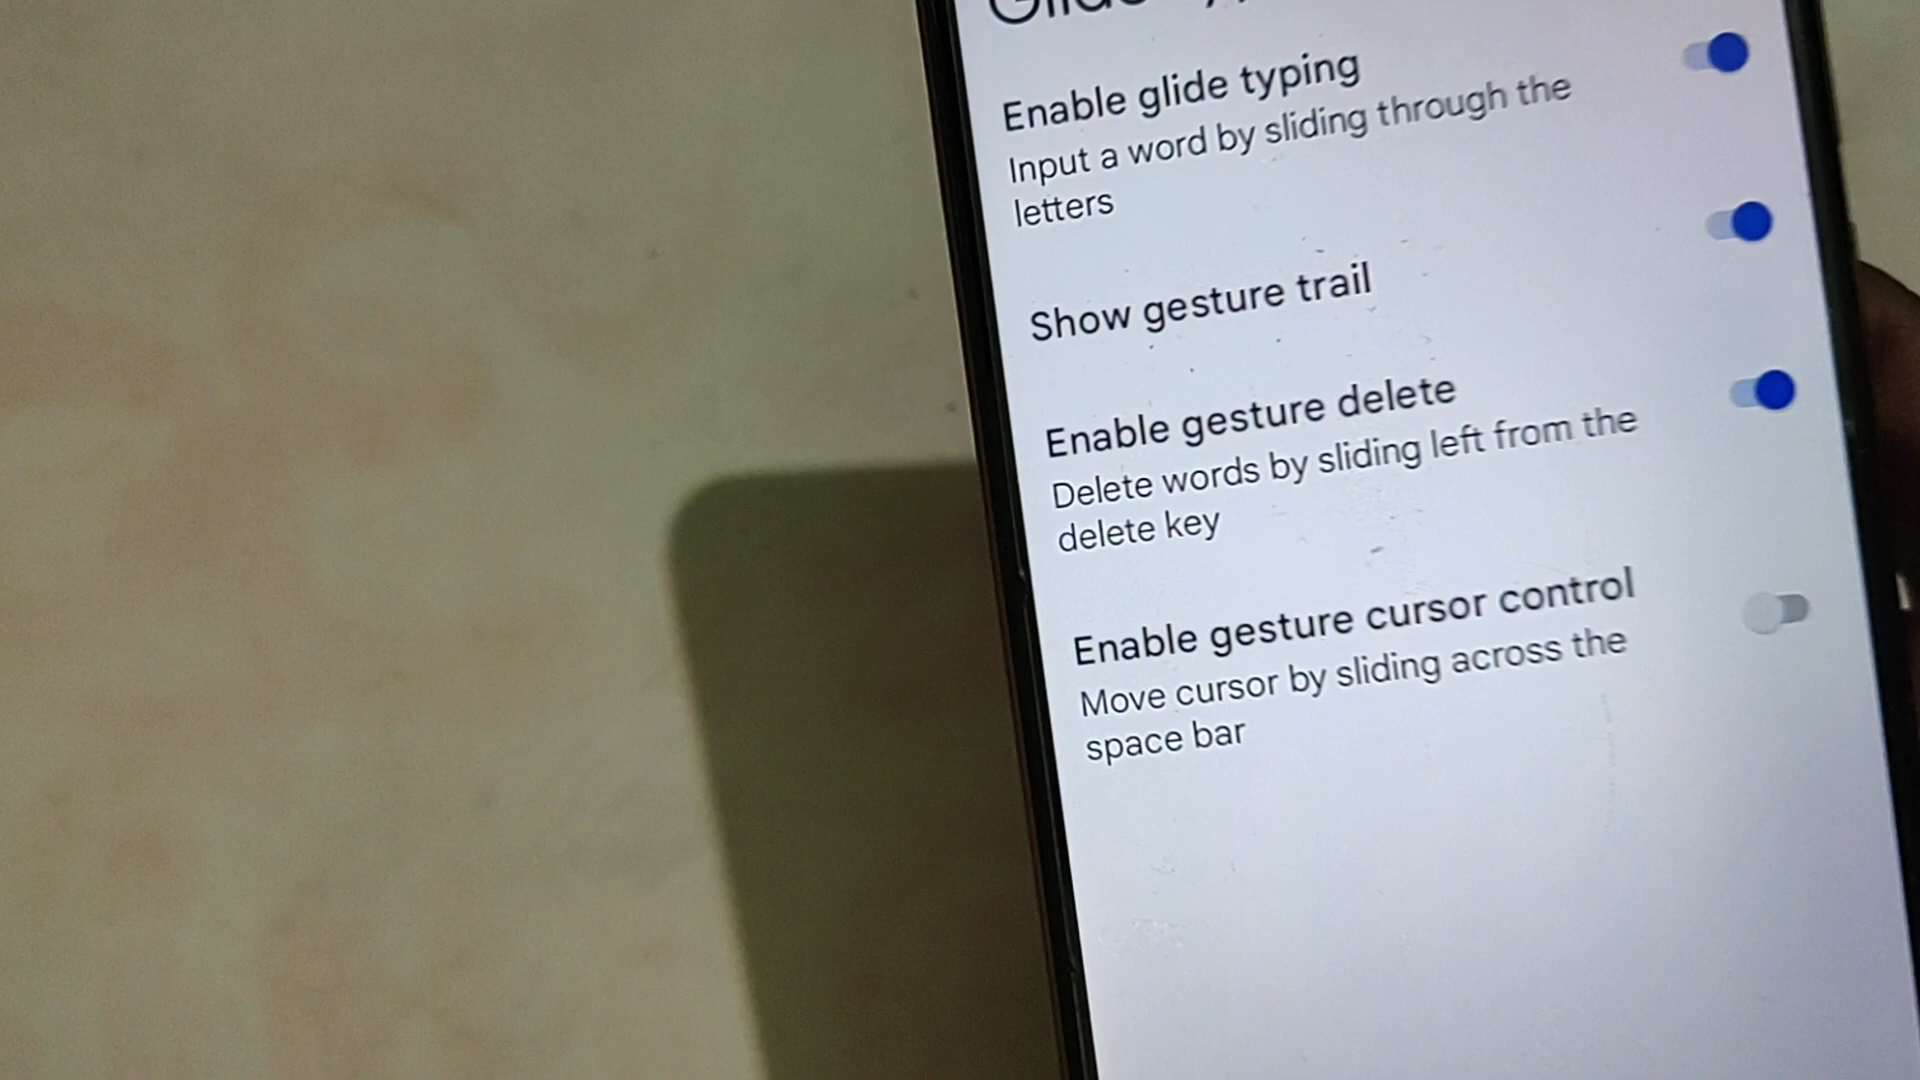 Enable glide typing
Input a word by sliding through the
letters
Show gesture trail
Enable gesture delete
Delete words by sliding left from the
delete key
Enable gesture cursor control
Move cursor by sliding across the
space bar